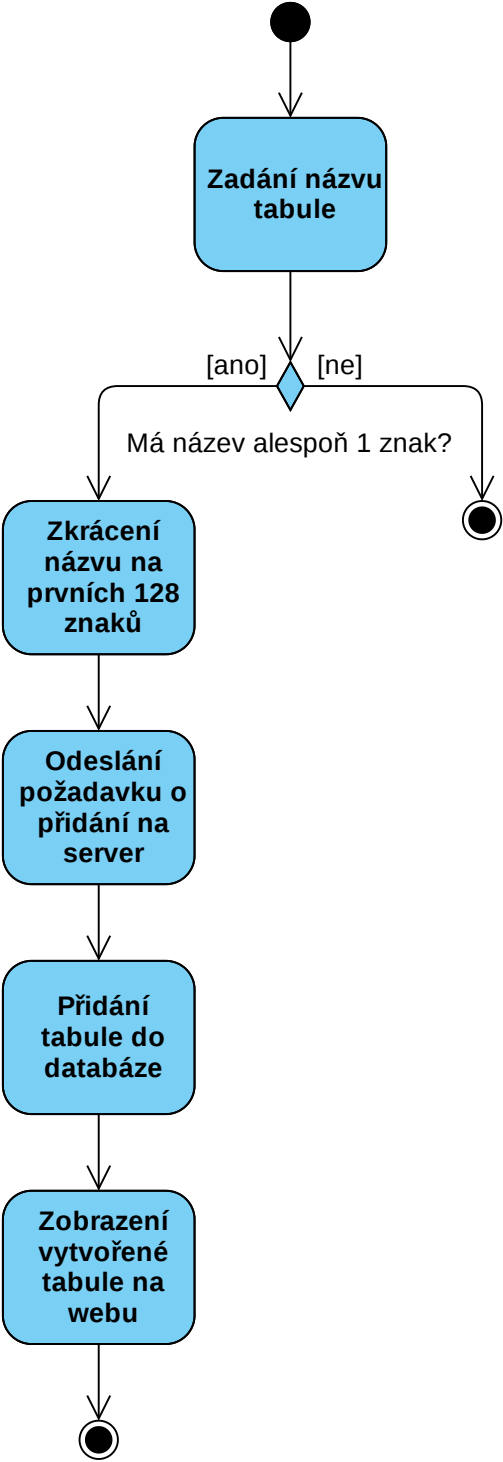 Zadání názvu
tabule
[ano]
[ne]
Má název alespoň 1 znak?
Zkrácení
názvu na
prvních 128
znaků
Odeslání
požadavku o
přidání na
server
Přidání
tabule do
databáze
Zobrazení
vytvořené
tabule na
webu